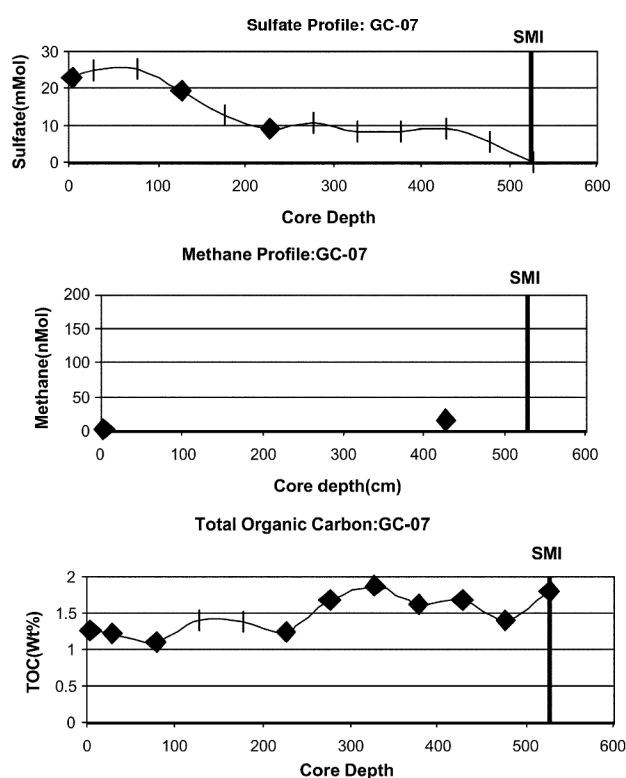 Sulfate Profile: GC-07
SMI
Sulfate(mMol)
30
20
10
0
0 100 200 300 400 500 600
Core Depth
Methane Profile:GC-07
SMI
Methane(nMol)
200
150
100
50
0
0 100 200 300 400 500 600
Core depth(cm)
Total Organic Carbon:GC-07
SMI
TOC(Wt%)
2
1.5
1
0.5
0
0 100 200 300 400 500 600
Core Depth